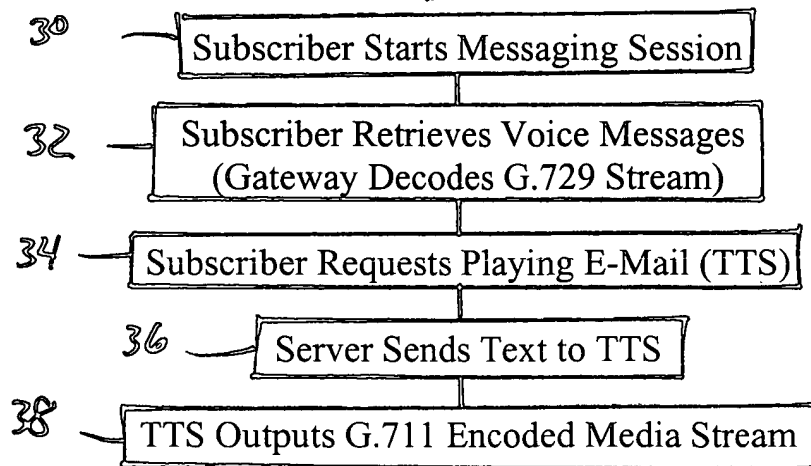 30 Subscriber Starts Messaging Session
32 Subscriber Retrieves Voice Messages
(Gateway Decodes G.729 Stream)
34 Subscriber Requests Playing E-Mail (TTS)
36 Server Sends Text to TTS
38 TTS Outputs G.711 Encoded Media Stream